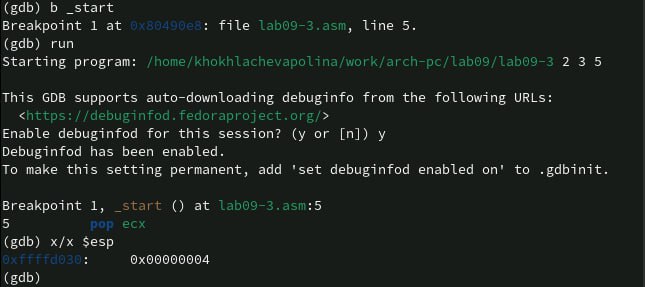 (gdb) b _start
Breakpoint 1 at 0x80490e8: file lab09-3.asm, line 5.
(gdb) run
Starting program: /home/khokhlachevapolina/work/arch-pc/lab09/lab09-3 2 3 5
This GDB supports auto-downloading debuginfo from the following URLs:
<https://debuginfod.fedoraproject.org/>
Enable debuginfod for this session? (y or [n]) y
Debuginfod has been enabled.
To make this setting permanent, add 'set debuginfod enabled on' to .gdbinit.
Breakpoint 1, _start () at lab09-3.asm:5
5 pop ecx
(gdb) x/x $esp
0xffffd030: 0x00000004
(gdb)